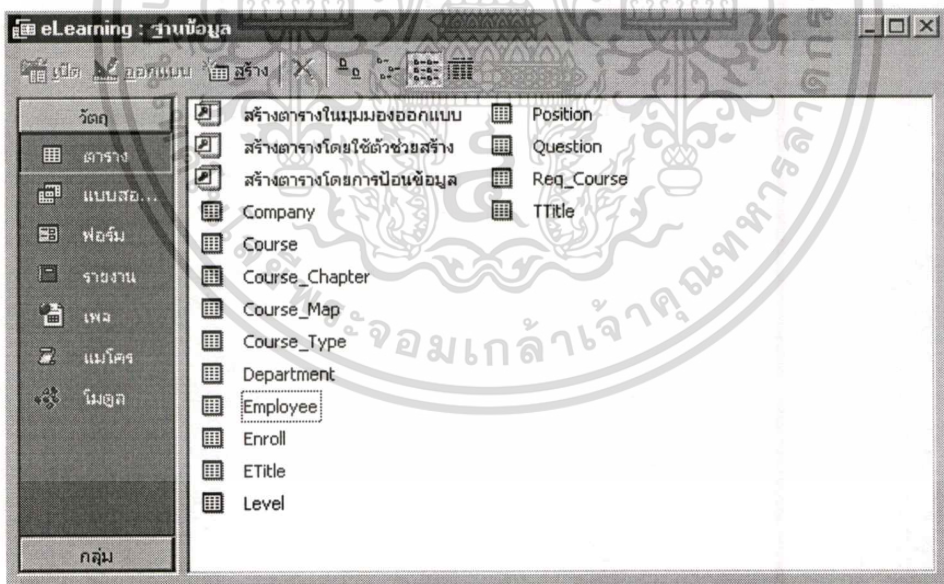 eLearning : ฐานข้อมูล
เปิด ออกแบบ สร้าง
วัตถุ
ตาราง
แบบสอ...
ฟอร์ม
รายงาน
เพจ
แมโคร
โมดูล
กลุ่ม
สร้างตารางในมุมมองออกแบบ
สร้างตารางโดยใช้ตัวช่วยสร้าง
สร้างตารางโดยการป้อนข้อมูล
Company
Course
Course_Chapter
Course_Map
Course_Type
Department
Employee
Enroll
ETitle
Level
Position
Question
Req_Course
TTitle